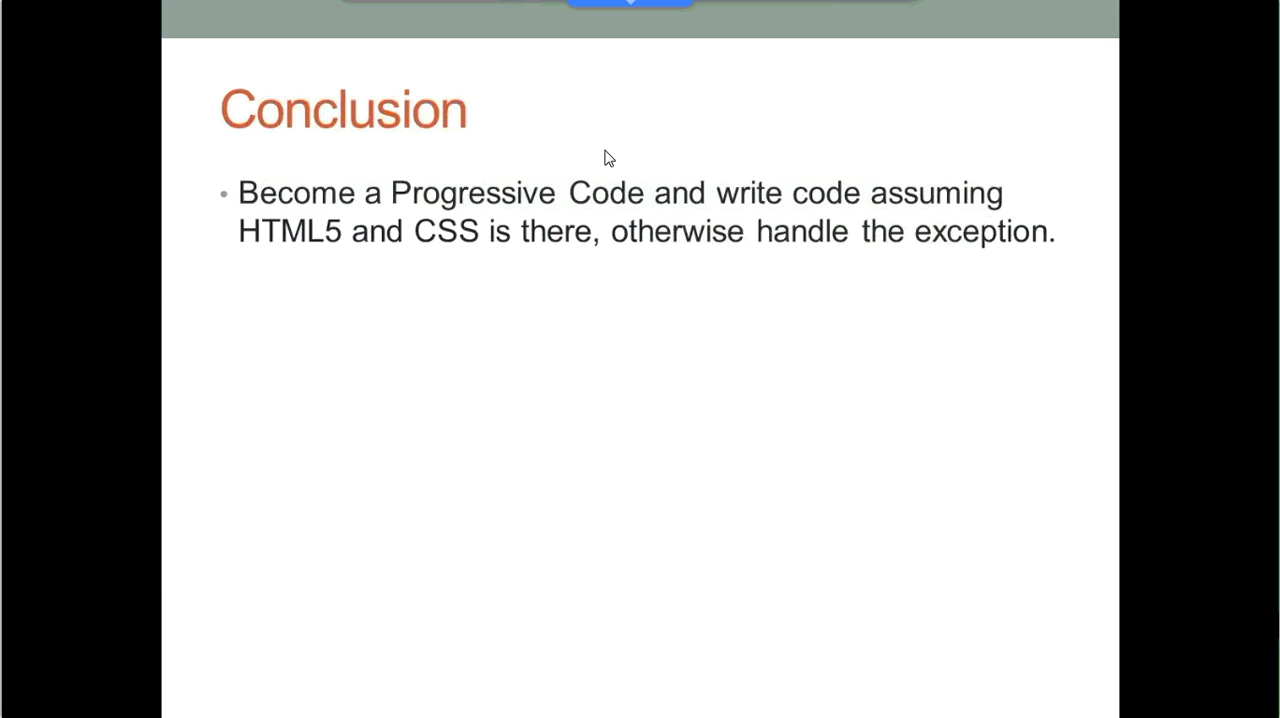 Conclusion
• Become a Progressive Code and write code assuming
HTML5 and CSS is there, otherwise handle the exception.